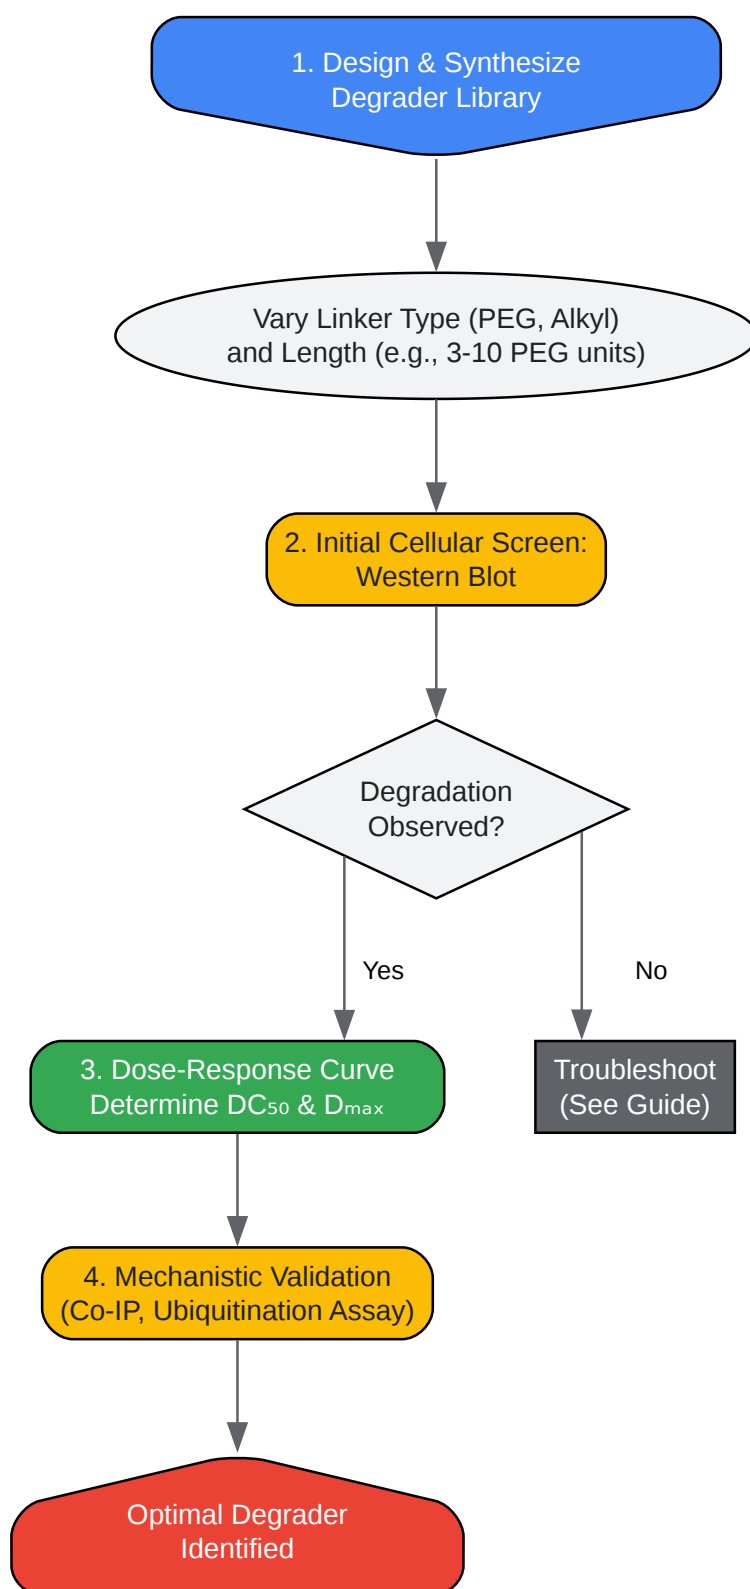 1. Design & Synthesize
Degrader Library
Vary Linker Type (PEG, Alkyl)
and Length (e.g., 3-10 PEG units)
2. Initial Cellular Screen:
Western Blot
Degradation
Observed?
Yes
No
3. Dose-Response Curve
Determine DC₅₀ & Dₘₐₓ
Troubleshoot
(See Guide)
4. Mechanistic Validation
(Co-IP, Ubiquitination Assay)
Optimal Degrader
Identified